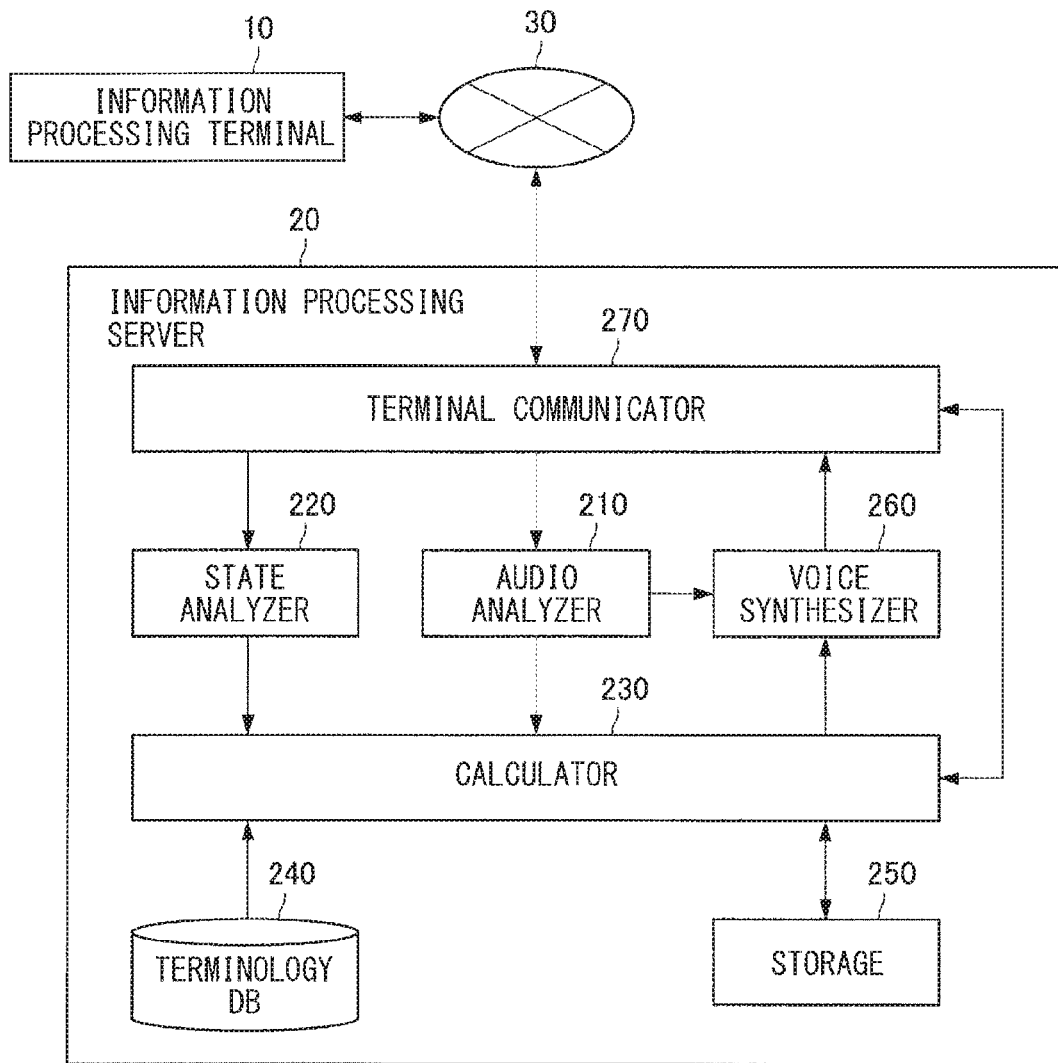 10
30
INFORMATION
PROCESSING TERMINAL
20
INFORMATION PROCESSING
SERVER
270
TERMINAL COMMUNICATOR
220
210
260
STATE
ANALYZER
AUDIO
ANALYZER
VOICE
SYNTHESIZER
230
CALCULATOR
240
250
TERMINOLOGY
DB
STORAGE